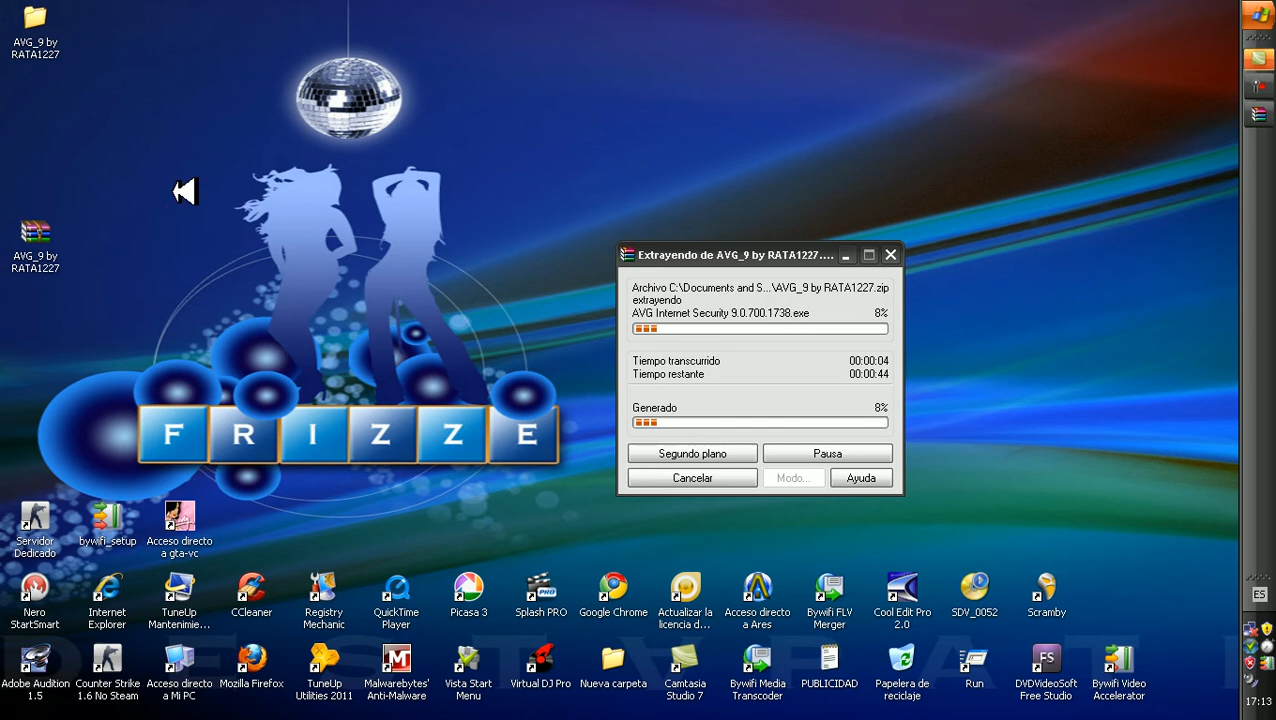 AVG_9 by
RATA1227
AVG_9 by
RATA1227
FRIZZE
Extrayendo de AVG_9 by RATA1227....
Archivo C:\Documents and S...\AVG_9 by RATA1227.zip
extrayendo
AVG Internet Security 9.0.700.1738.exe 8%
Tiempo transcurrido 00:00:04
Tiempo restante 00:00:44
Generado 8%
Segundo plano Pausa
Cancelar Modo... Ayuda
Servidor
Dedicado
bywifi_setup
Acceso directo
a gta-vc
Nero
StartSmart
Internet
Explorer
TuneUp
Mantenimie...
CCleaner
Registry
Mechanic
QuickTime
Player
Picasa 3
Splash PRO
Google Chrome
Actualizar la
licencia d...
Acceso directo
a Ares
Bywifi FLV
Merger
Cool Edit Pro
2.0
SDV_0052
Scramby
Adobe Audition
1.5
Counter Strike
1.6 No Steam
Acceso directo
a Mi PC
Mozilla Firefox
TuneUp
Utilities 2011
Malwarebytes'
Anti-Malware
Vista Start
Menu
Virtual DJ Pro
Nueva carpeta
Camtasia
Studio 7
Bywifi Media
Transcoder
PUBLICIDAD
Papelera de
reciclaje
Run
DVDVideoSoft
Free Studio
Bywifi Video
Accelerator
ES
17:13